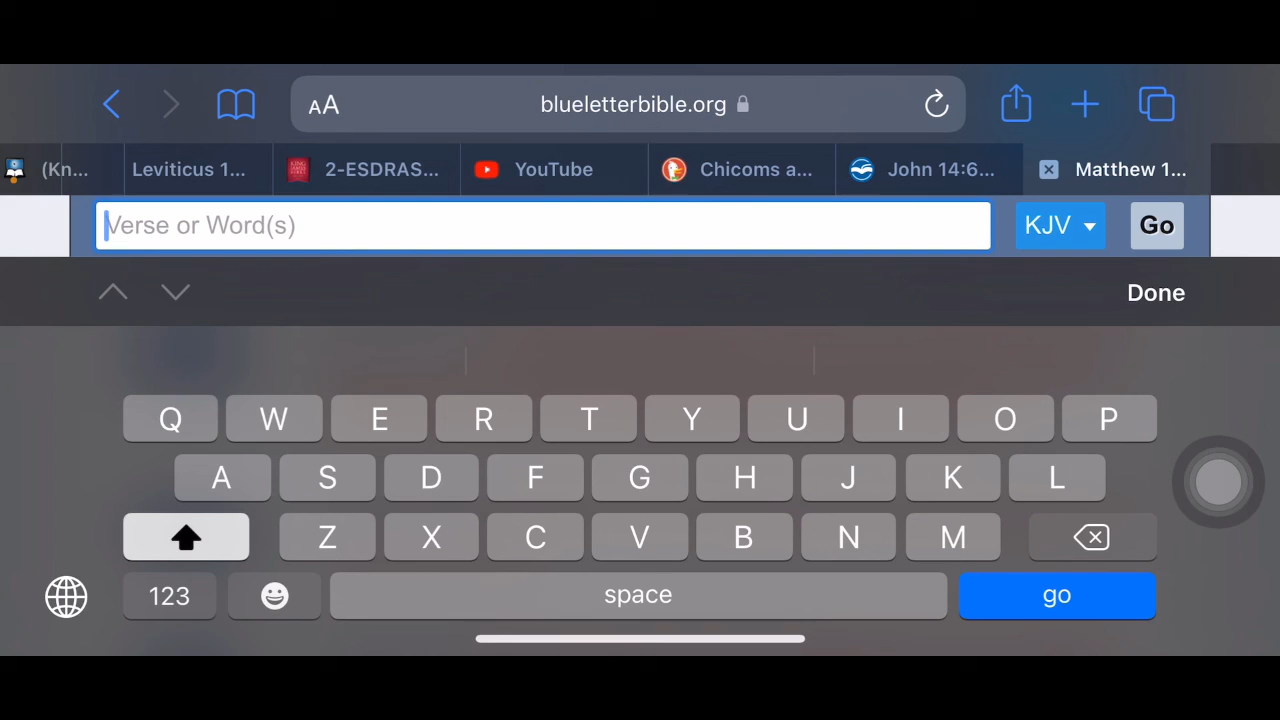 AA blueletterbible.org
(Kn... Leviticus 1... 2-ESDRAS... YouTube Chicoms a... John 14:6... Matthew 1...
Verse or Word(s) KJV Go
Done
Q W E R T Y U I O P
A S D F G H J K L
Z X C V B N M
123 space go